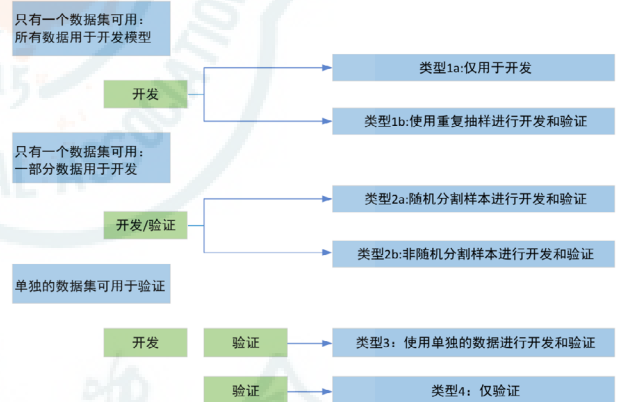 只有一个数据集可用：
所有数据用于开发模型
类型1a:仅用于开发
开发
类型1b:使用重复抽样进行开发和验证
只有一个数据集可用：
一部分数据用于开发
类型2a:随机分割样本进行开发和验证
开发/验证
类型2b:非随机分割样本进行开发和验证
单独的数据集可用于验证
开发 验证 类型3：使用单独的数据进行开发和验证
验证 类型4：仅验证